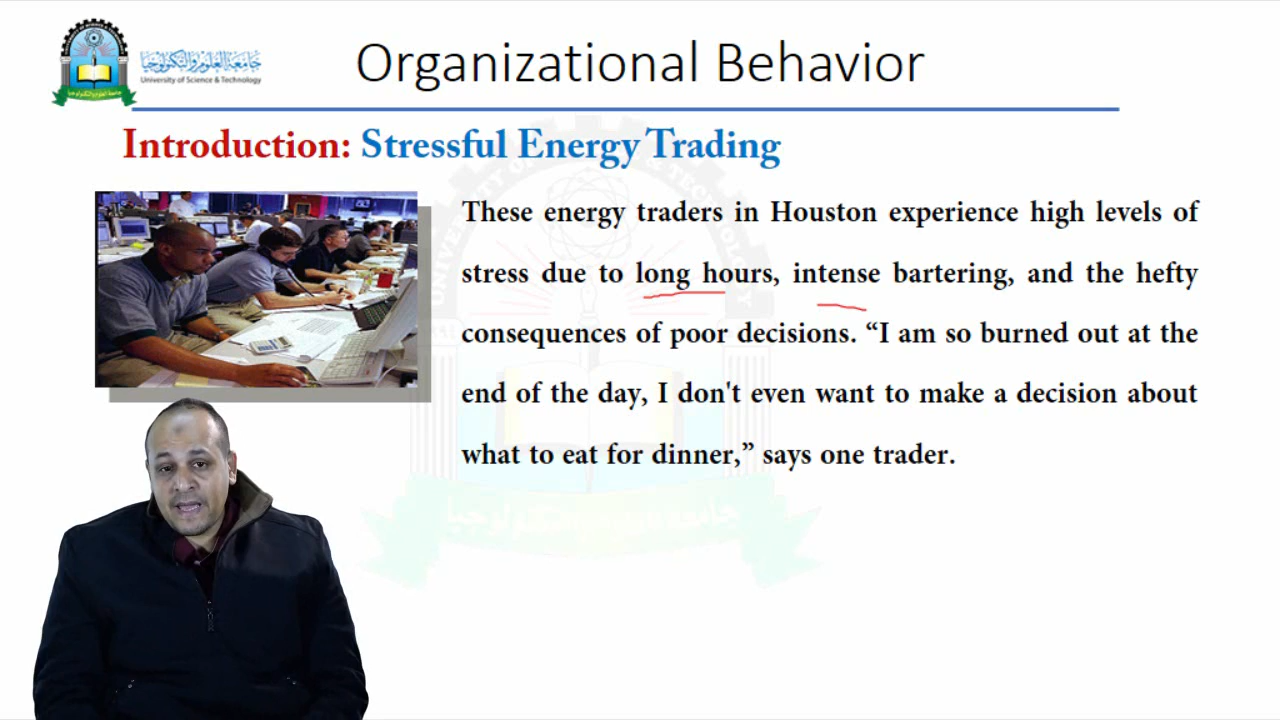 Organizational Behavior
جامعة العلوم والتكنولوجيا
University of Science & Technology
Introduction: Stressful Energy Trading
These energy traders in Houston experience high levels of
stress due to long hours, intense bartering, and the hefty
consequences of poor decisions. “I am so burned out at the
end of the day, I don't even want to make a decision about
what to eat for dinner,” says one trader.